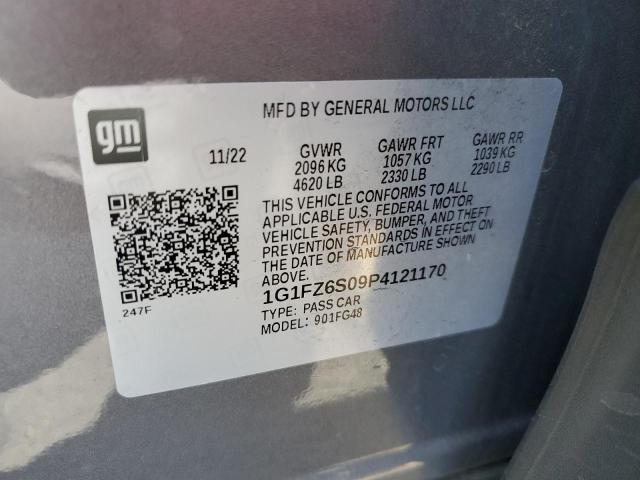 MFD BY GENERAL MOTORS LLC
gm
11/22 GVWR GAWR FRT GAWR RR
2096 KG 1057 KG 1039 KG
4620 LB 2330 LB 2290 LB
THIS VEHICLE CONFORMS TO ALL
APPLICABLE U.S. FEDERAL MOTOR
VEHICLE SAFETY, BUMPER, AND THEFT
PREVENTION STANDARDS IN EFFECT ON
THE DATE OF MANUFACTURE SHOWN
ABOVE.
1G1FZ6S09P4121170
TYPE: PASS CAR
MODEL: 901FG48
247F